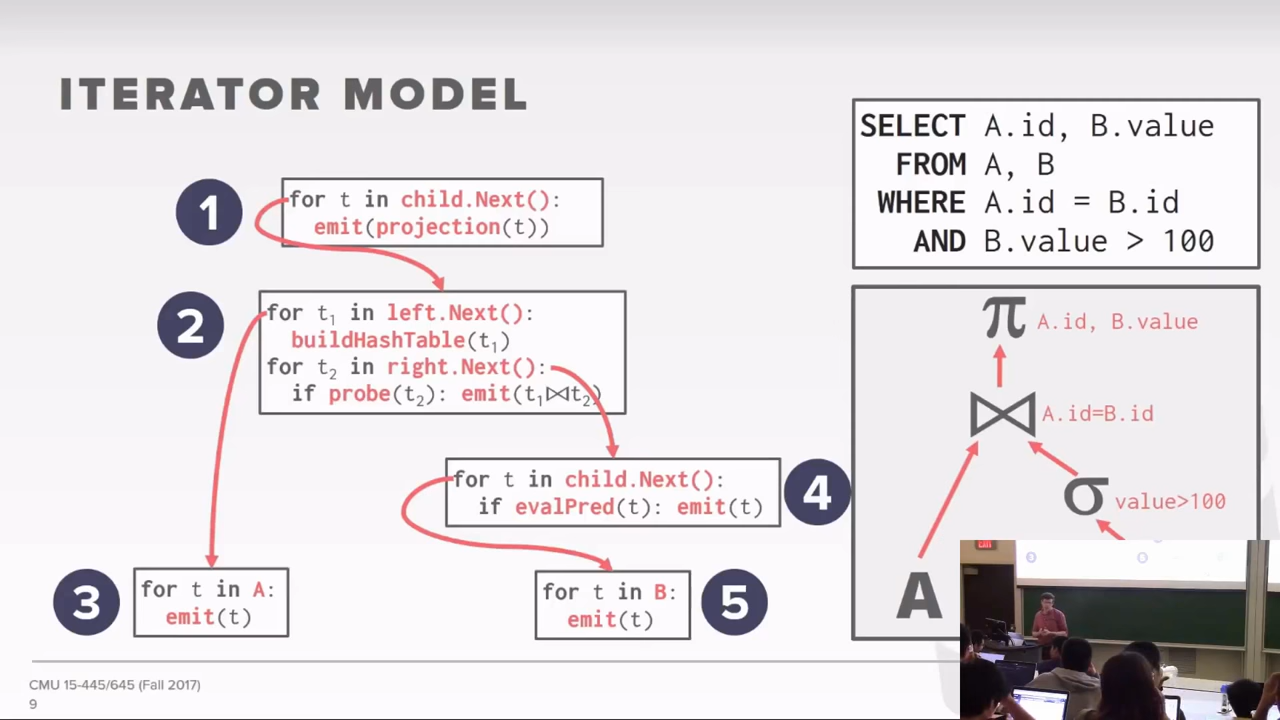 ITERATOR MODEL
1
for t in child.Next():
emit(projection(t))
2
for t₁ in left.Next():
buildHashTable(t₁)
for t₂ in right.Next():
if probe(t₂): emit(t₁⋈t₂)
for t in child.Next():
if evalPred(t): emit(t)
4
3
for t in A:
emit(t)
for t in B:
emit(t)
5
SELECT A.id, B.value
FROM A, B
WHERE A.id = B.id
AND B.value > 100
π A.id, B.value
⋈ A.id=B.id
σ value>100
A
EXIT
CMU 15-445/645 (Fall 2017)
9